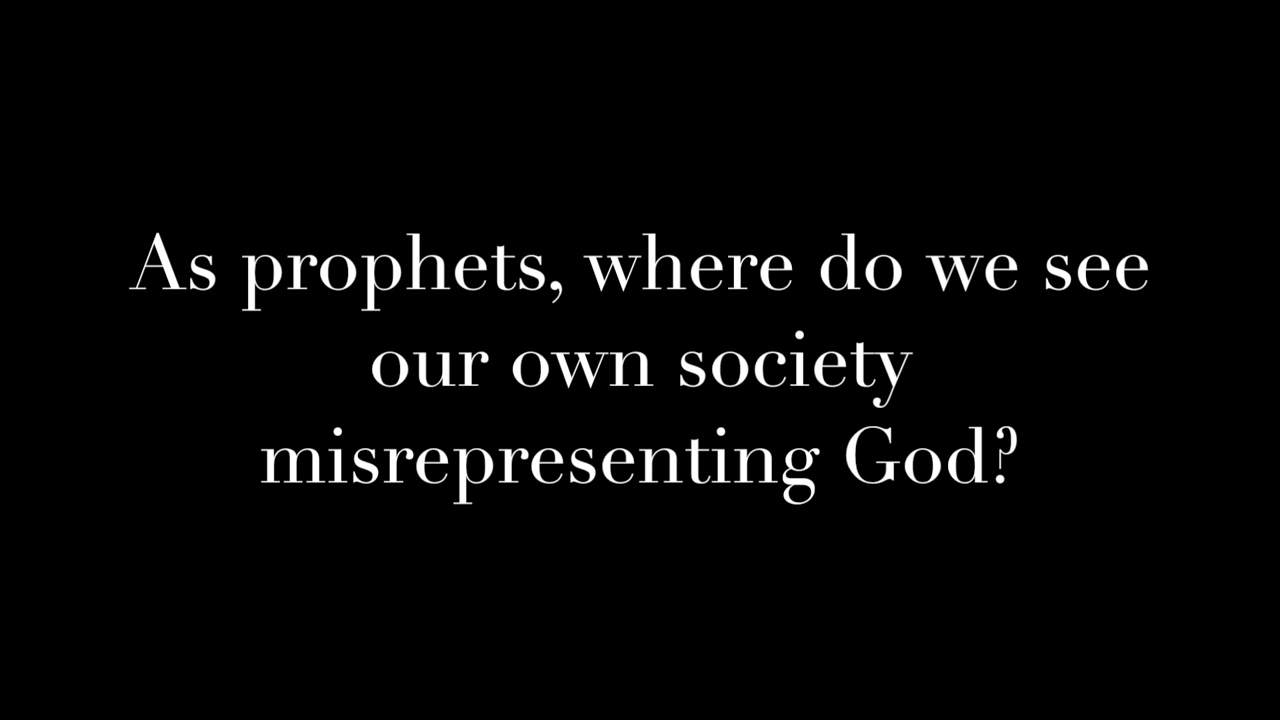 As prophets, where do we see
our own society
misrepresenting God?